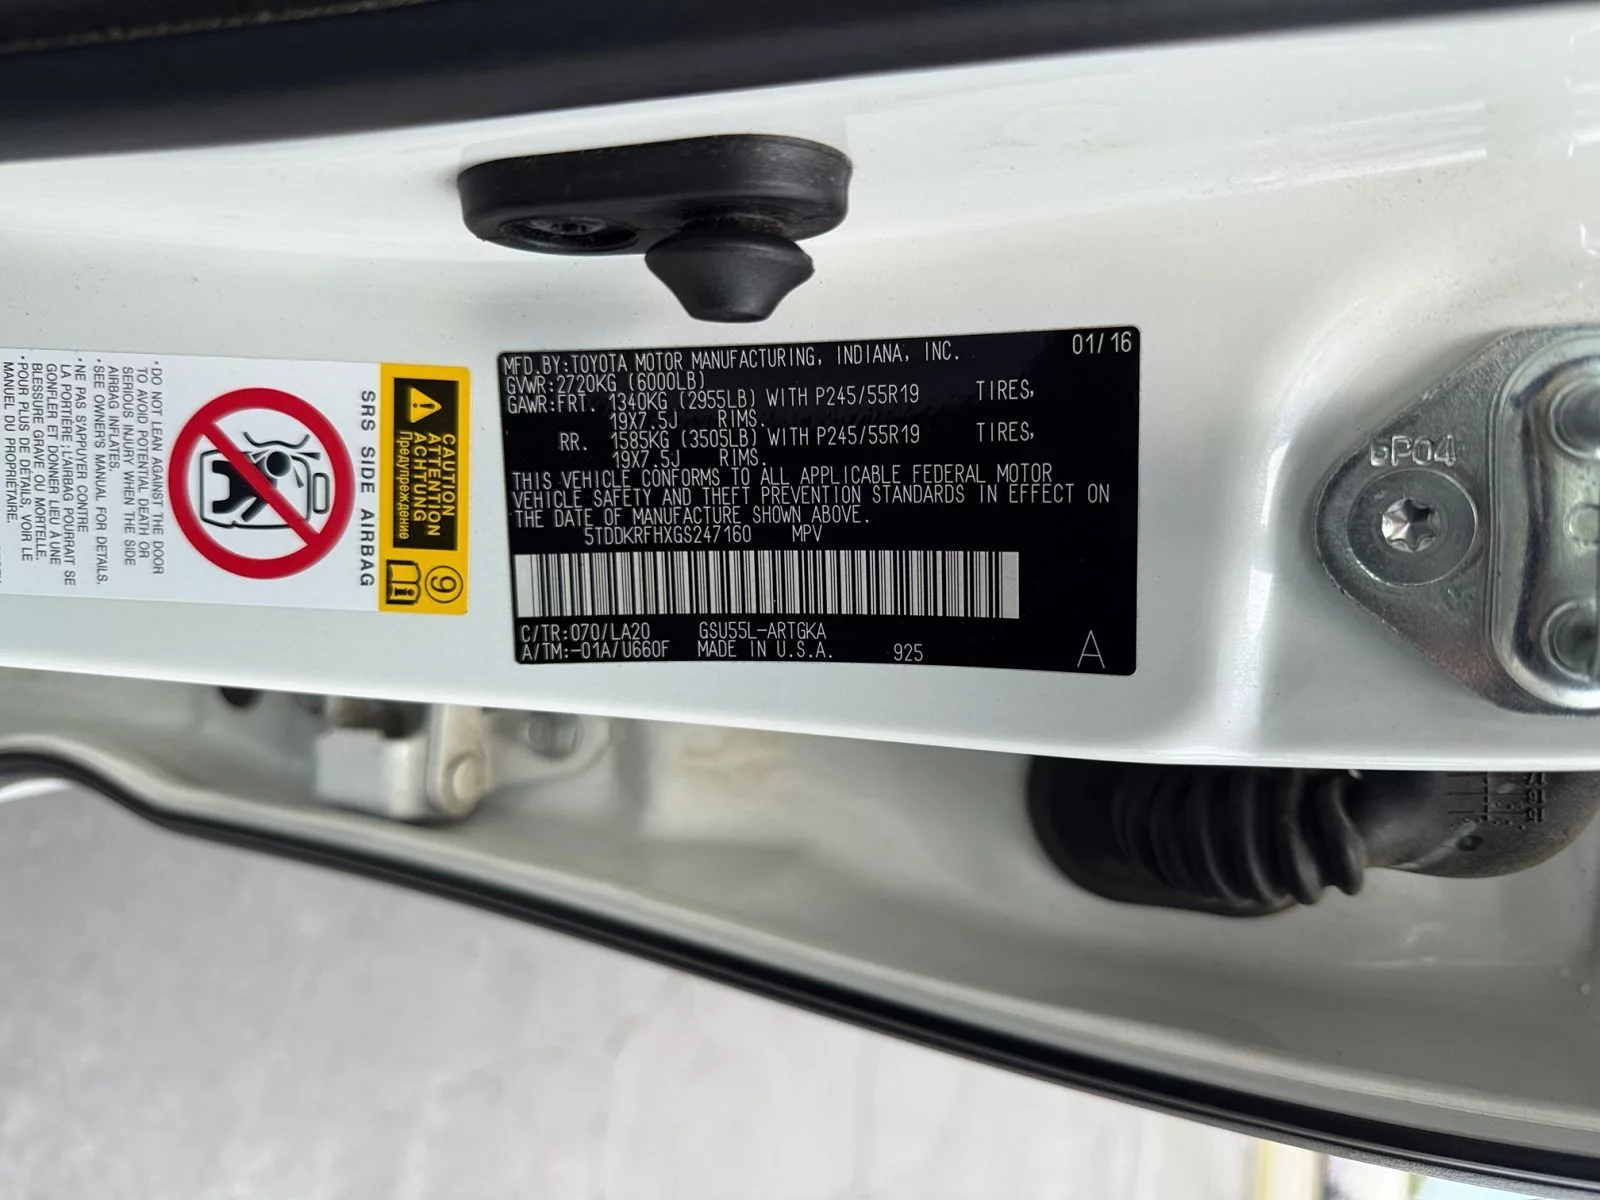 MFD.BY:TOYOTA MOTOR MANUFACTURING, INDIANA, INC. 01/16
GVWR:2720KG (6000LB)
GAWR:FRT. 1340KG (2955LB) WITH P245/55R19 TIRES,
19X7.5J RIMS.
RR. 1585KG (3505LB) WITH P245/55R19 TIRES,
19X7.5J RIMS.
THIS VEHICLE CONFORMS TO ALL APPLICABLE FEDERAL MOTOR
VEHICLE SAFETY AND THEFT PREVENTION STANDARDS IN EFFECT ON
THE DATE OF MANUFACTURE SHOWN ABOVE.
5TDDKRFHXGS247160 MPV
C/TR:070/LA20 GSU55L-ARTGKA
A/TM:-01A/U660F MADE IN U.S.A. 925 A
CAUTION
ATTENTION
ACHTUNG
Предупреждение
9
SRS SIDE AIRBAG
・DO NOT LEAN AGAINST THE DOOR
TO AVOID POTENTIAL DEATH OR
SERIOUS INJURY WHEN THE SIDE
AIRBAG INFLATES.
・SEE OWNER'S MANUAL FOR DETAILS.
・NE PAS S'APPUYER CONTRE
LA PORTIÈRE ; L'AIRBAG POURRAIT SE
GONFLER ET DONNER LIEU À UNE
BLESSURE GRAVE OU MORTELLE.
・POUR PLUS DE DÉTAILS, VOIR LE
MANUEL DU PROPRIÉTAIRE.
P04